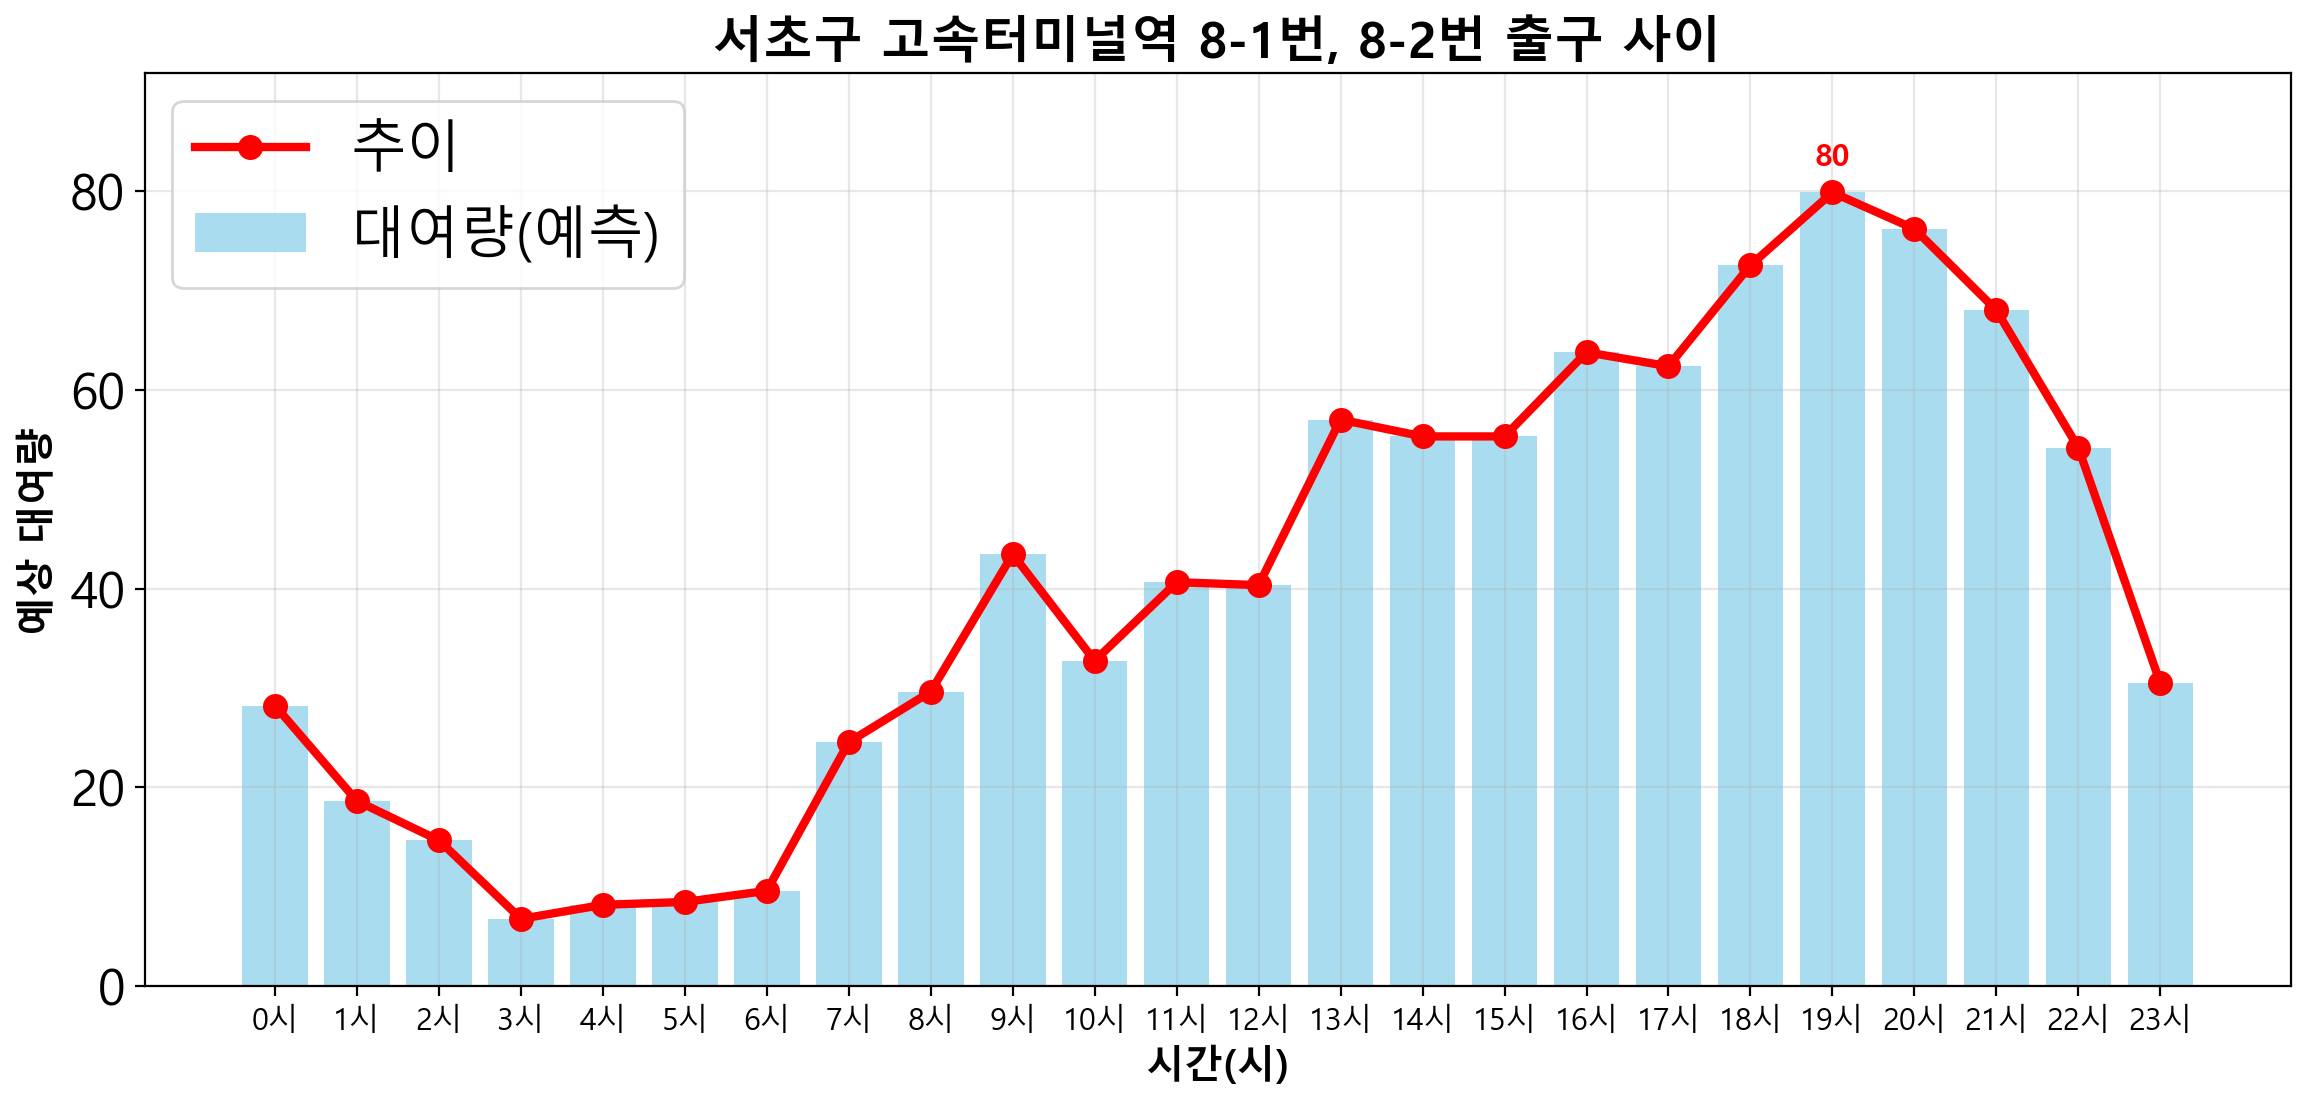 서초구 고속터미널역 8-1번, 8-2번 출구 사이
추이
대여량(예측)
80
예상 대여량
80
60
40
20
0
0시 1시 2시 3시 4시 5시 6시 7시 8시 9시 10시 11시 12시 13시 14시 15시 16시 17시 18시 19시 20시 21시 22시 23시
시간(시)